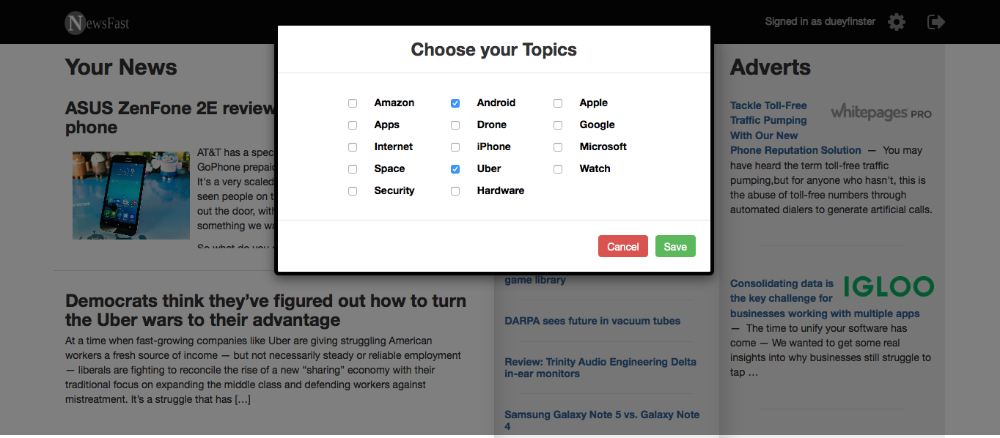 NewsFast
Signed in as dueyfinster
Choose your Topics
Amazon
Android
Apple
Apps
Drone
Google
Internet
iPhone
Microsoft
Space
Uber
Watch
Security
Hardware
Cancel
Save
Your News
ASUS ZenFone 2E review
phone
AT&T has a spec
GoPhone prepai
It's a very scaled
seen people on t
out the door, with
something we wa
So what do you
Democrats think they've figured out how to turn
the Uber wars to their advantage
At a time when fast-growing companies like Uber are giving struggling American
workers a fresh source of income — but not necessarily steady or reliable employment
— liberals are fighting to reconcile the rise of a new “sharing” economy with their
traditional focus on expanding the middle class and defending workers against
mistreatment. It's a struggle that has […]
game library
DARPA sees future in vacuum tubes
Review: Trinity Audio Engineering Delta
in-ear monitors
Samsung Galaxy Note 5 vs. Galaxy Note
4
Adverts
Tackle Toll-Free
Traffic Pumping
With Our New
Phone Reputation Solution — You may
have heard the term toll-free traffic
pumping,but for anyone who hasn't, this is
the abuse of toll-free numbers through
automated dialers to generate artificial calls.
whitepages PRO
Consolidating data is
the key challenge for
businesses working with multiple apps
— The time to unify your software has
come — We wanted to get some real
insights into why businesses still struggle to
tap …
IGLOO